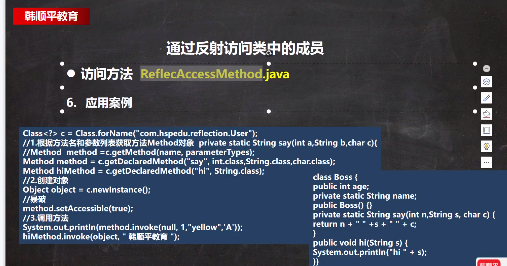 韩顺平教育
通过反射访问类中的成员
● 访问方法 ReflecAccessMethod.java
6. 应用案例
Class<?> c = Class.forName("com.hspedu.reflection.User");
//1.根据方法名和参数列表获取方法Method对象 private static String say(int a,String b,char c){
//Method method =c.getMethod(name, parameterTypes);
Method method = c.getDeclaredMethod("say", int.class,String.class,char.class);
Method hiMethod = c.getDeclaredMethod("hi", String.class);
//2.创建对象
Object object = c.newInstance();
//暴破
method.setAccessible(true);
//3.调用方法
System.out.println(method.invoke(null, 1,"yellow",'A'));
hiMethod.invoke(object, " 韩顺平教育 ");
class Boss {
public int age;
private static String name;
public Boss() {}
private static String say(int n,String s, char c) {
return n + " " +s + " " + c;
}
public void hi(String s) {
System.out.println("hi " + s);
}}